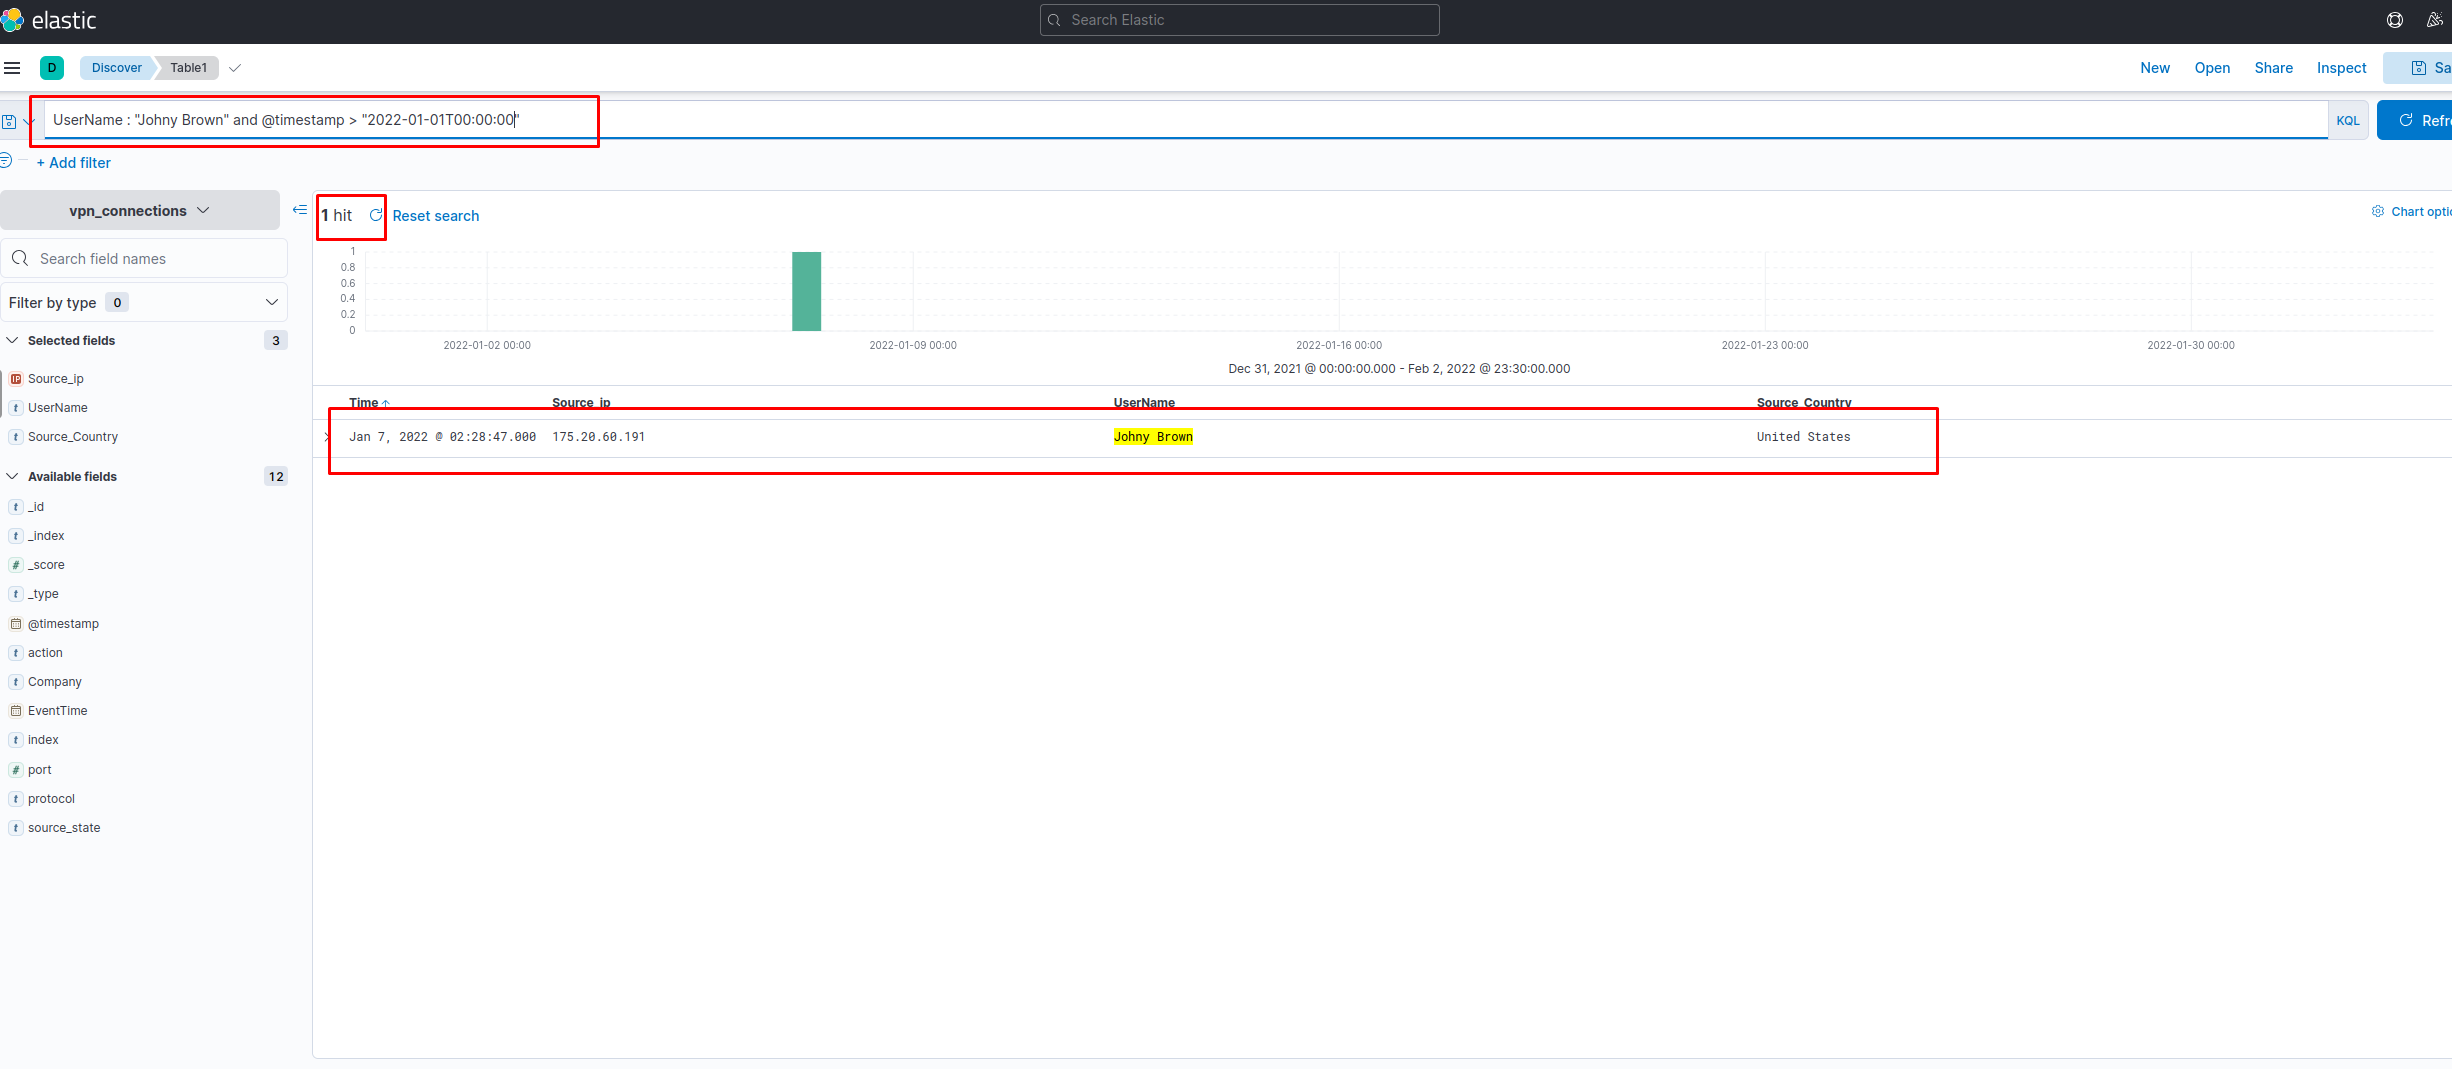 elastic
Search Elastic
D
Discover
Table1
New
Open
Share
Inspect
Sa
UserName : "Johny Brown" and @timestamp > "2022-01-01T00:00:00"
KQL
Refre
+ Add filter
vpn_connections
1 hit
Reset search
Chart optio
Search field names
Filter by type 0
Selected fields 3
IP Source_ip
t UserName
t Source_Country
Available fields 12
t _id
t _index
# _score
t _type
@timestamp
t action
t Company
EventTime
t index
# port
t protocol
t source_state
1
0.8
0.6
0.4
0.2
0
2022-01-02 00:00
2022-01-09 00:00
2022-01-16 00:00
2022-01-23 00:00
2022-01-30 00:00
Dec 31, 2021 @ 00:00:00.000 - Feb 2, 2022 @ 23:30:00.000
Time Source_ip UserName Source_Country
Jan 7, 2022 @ 02:28:47.000 175.20.60.191 Johny Brown United States